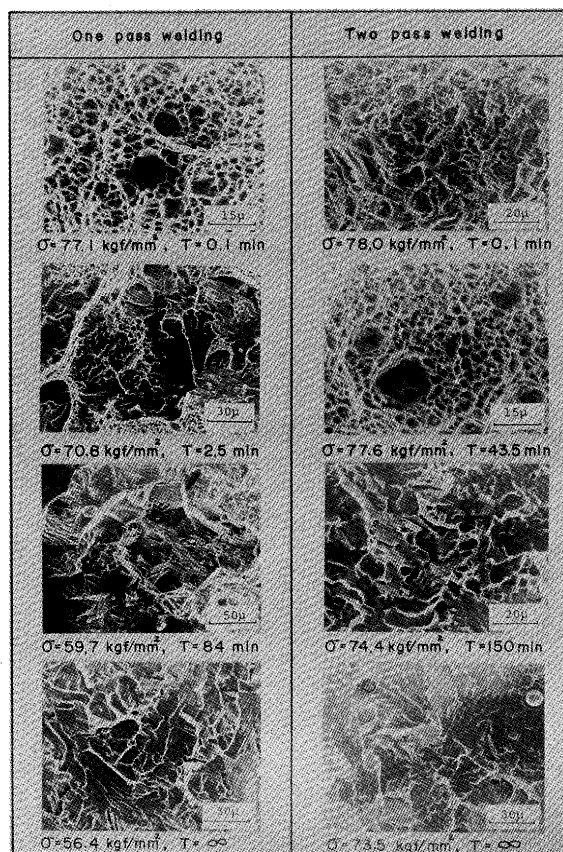 One pass welding
Two pass welding
15μ
20μ
σ=77.1 kgf/mm², T=0.1 min
σ=78.0 kgf/mm², T=0.1 min
30μ
15μ
σ=70.8 kgf/mm², T=2.5 min
σ=77.6 kgf/mm², T=43.5 min
50μ
20μ
σ=59.7 kgf/mm², T=84 min
σ=74.4 kgf/mm², T=150 min
30μ
σ=56.4 kgf/mm², T=∞
σ=73.5 kgf/mm², T=∞